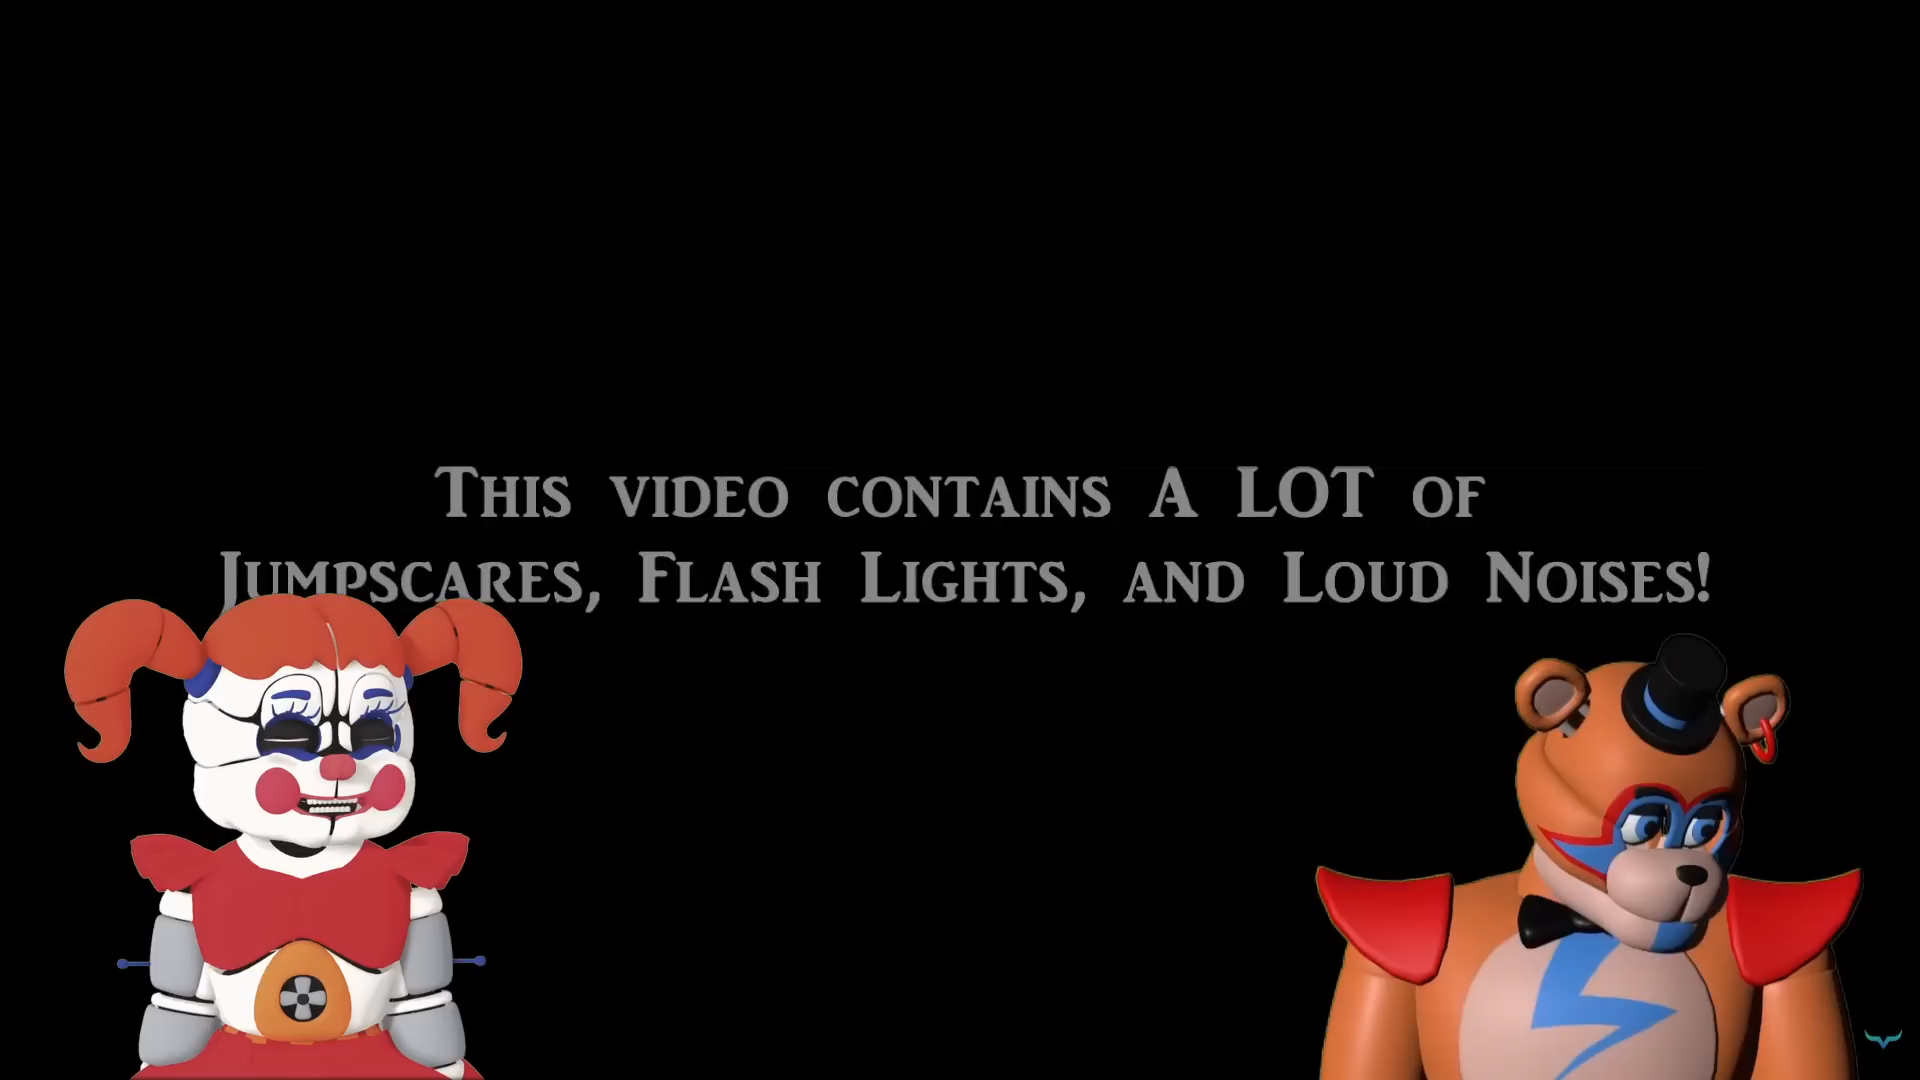 This video contains A LOT of
Jumpscares, Flash Lights, and Loud Noises!